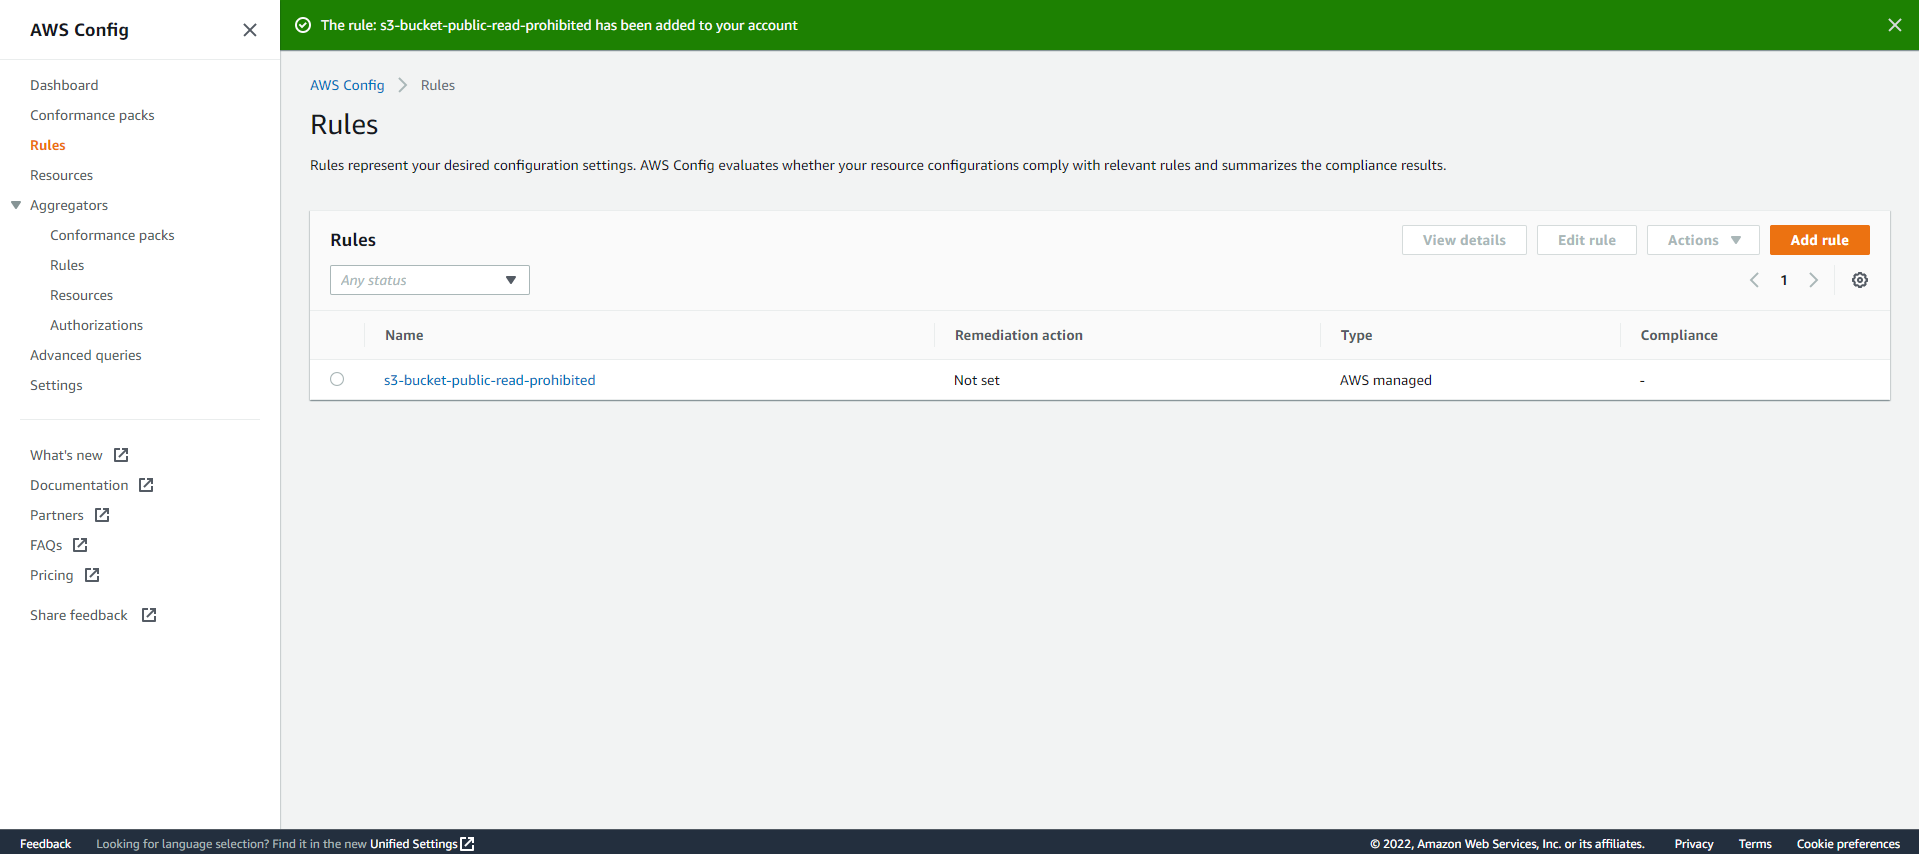 AWS Config
The rule: s3-bucket-public-read-prohibited has been added to your account
Dashboard
Conformance packs
Rules
Resources
Aggregators
Conformance packs
Rules
Resources
Authorizations
Advanced queries
Settings
What's new
Documentation
Partners
FAQs
Pricing
Share feedback
AWS Config Rules
Rules
Rules represent your desired configuration settings. AWS Config evaluates whether your resource configurations comply with relevant rules and summarizes the compliance results.
Rules View details Edit rule Actions Add rule
Any status 1
Name Remediation action Type Compliance
s3-bucket-public-read-prohibited Not set AWS managed -
Feedback Looking for language selection? Find it in the new Unified Settings © 2022, Amazon Web Services, Inc. or its affiliates. Privacy Terms Cookie preferences